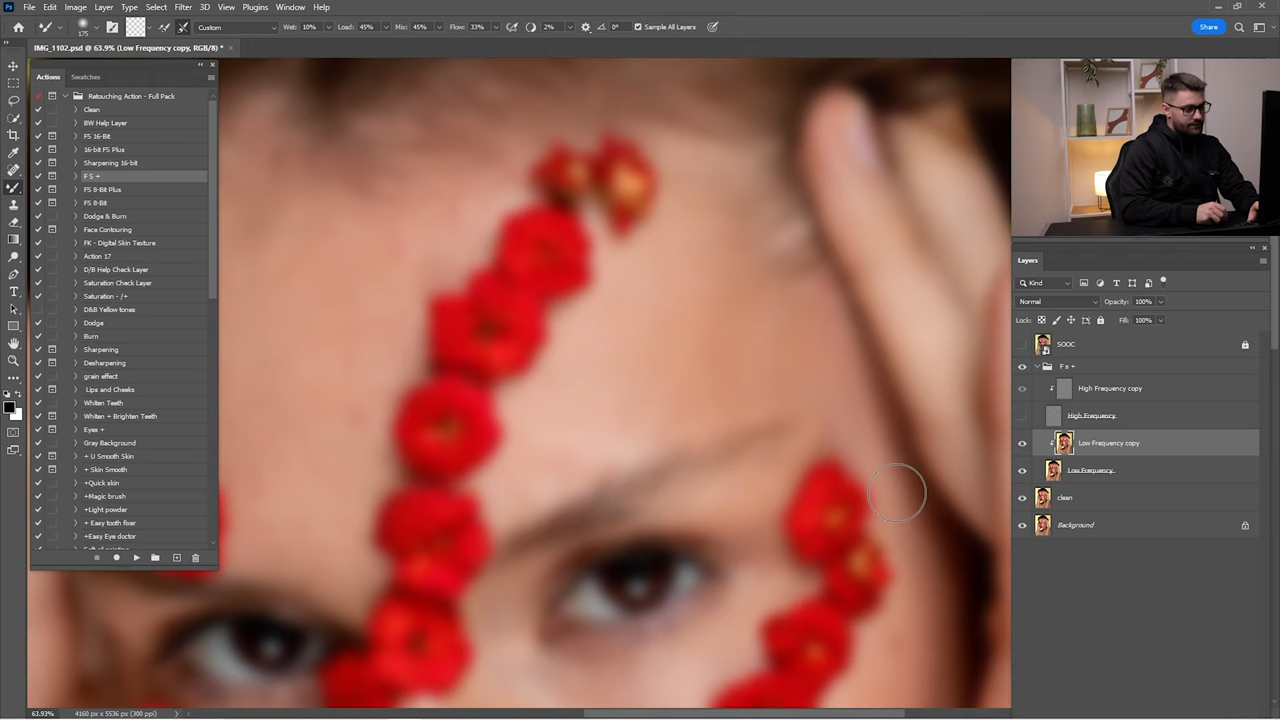 Ps File Edit Image Layer Type Select Filter 3D View Plugins Window Help
175 Custom Wet: 10% Load: 45% Mix: 45% Flow: 33% 2% 0° Sample All Layers Share
IMG_1102.psd @ 63.9% (Low Frequency copy, RGB/8) *
Actions Swatches
Retouching Action - Full Pack
Clean
BW Help Layer
FS 16-Bit
16-bit FS Plus
Sharpening 16-bit
F S +
FS 8-Bit Plus
FS 8-Bit
Dodge & Burn
Face Contouring
FK - Digital Skin Texture
Action 17
D/B Help Check Layer
Saturation Check Layer
Saturation - /+
D&B Yellow tones
Dodge
Burn
Sharpening
Desharpening
grain effect
Lips and Cheeks
Whiten Teeth
Whiten + Brighten Teeth
Eyes +
Gray Background
+ U Smooth Skin
+ Skin Smooth
+Quick skin
+Magic brush
+Light powder
+ Easy tooth fixer
+Easy Eye doctor
Layers
Kind
Normal Opacity: 100%
Lock: Fill: 100%
SOOC
F s +
High Frequency copy
High Frequency
Low Frequency copy
Low Frequency
clean
Background
63.93% 4160 px x 5536 px (300 ppi)